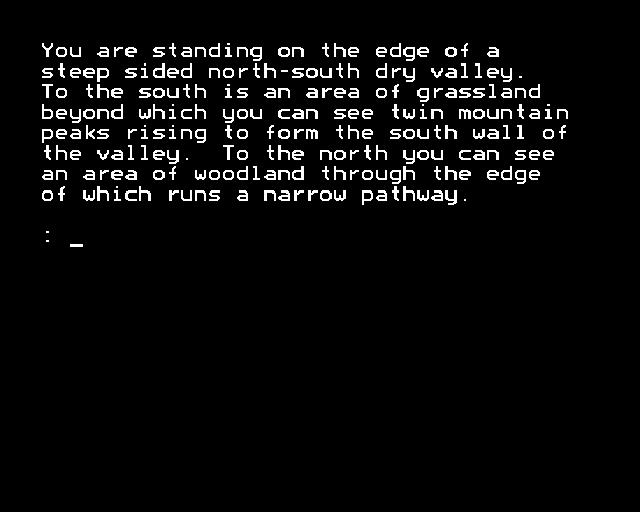 You are standing on the edge of a
steep sided north-south dry valley.
To the south is an area of grassland
beyond which you can see twin mountain
peaks rising to form the south wall of
the valley.  To the north you can see
an area of woodland through the edge
of which runs a narrow pathway.
: _